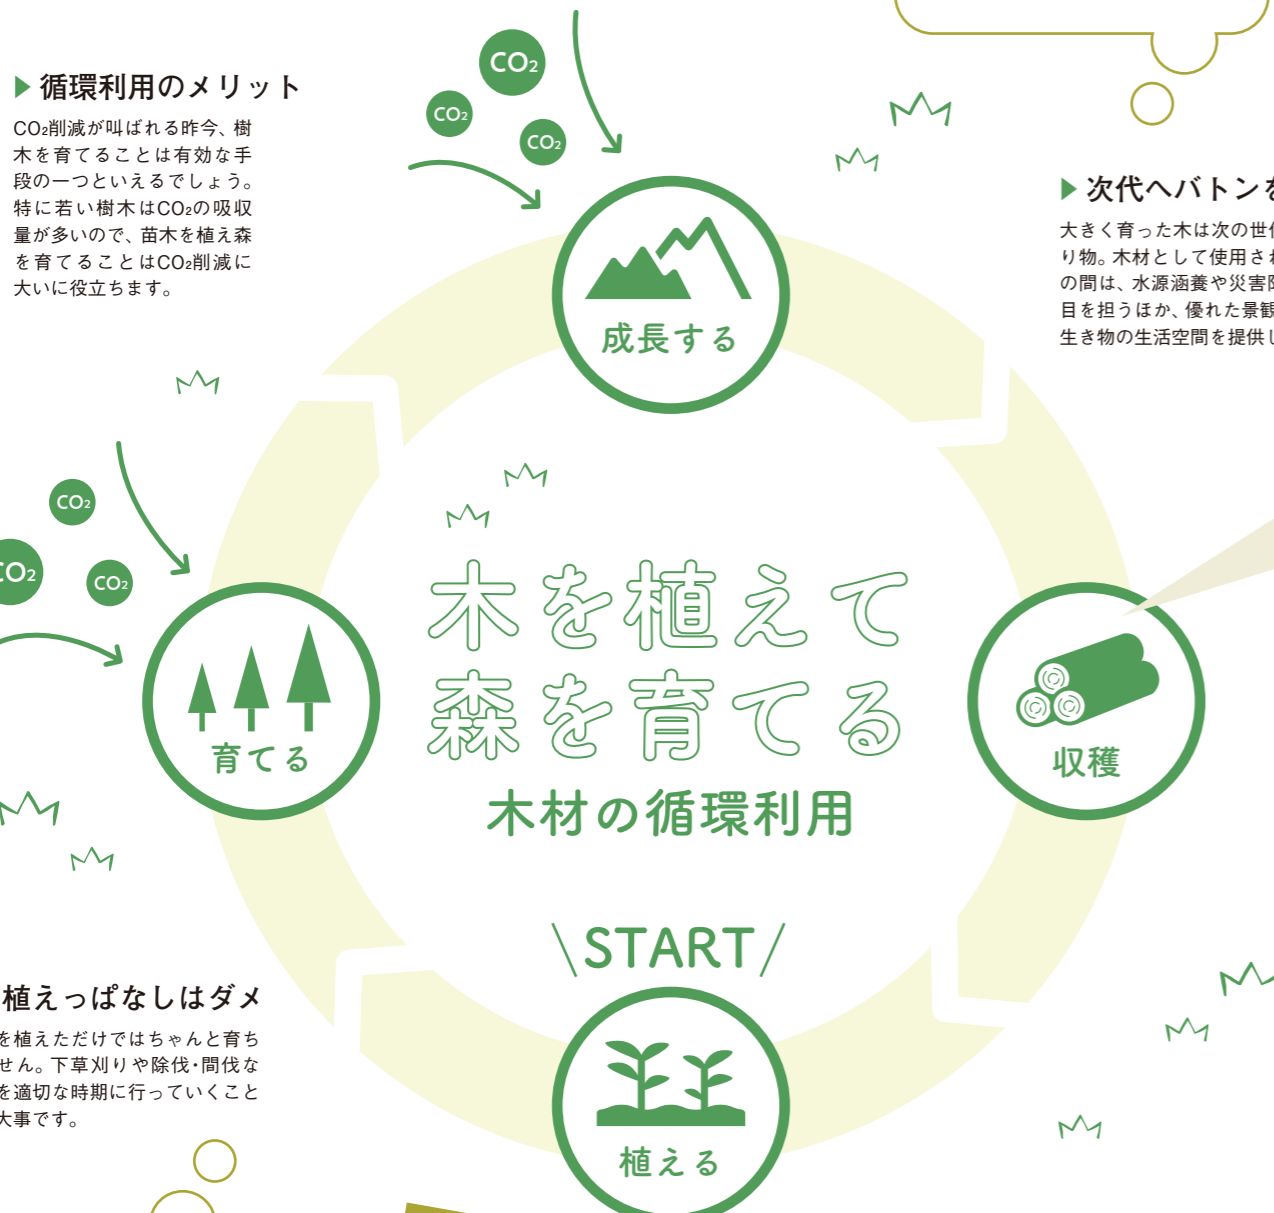 循環利用のメリット
CO₂削減が叫ばれる昨今、樹
木を育てることは有効な手
段の一つといえるでしょう。
特に若い樹木はCO₂の吸収
量が多いので、苗木を植え森
を育てることはCO₂削減に
大いに役立ちます。
CO₂
CO₂
CO₂
成長する
次代へバトンを
大きく育った木は次の世
り物。木材として使用さ
の間は、水源涵養や災害
目を担うほか、優れた景観
生き物の生活空間を提供し
CO₂
CO₂
CO₂
育てる
木を植えて
森を育てる
木材の循環利用
収穫
START
植える
植えっぱなしはダメ
を植えただけではちゃんと育ち
せん。下草刈りや除伐・間伐な
を適切な時期に行っていくこと
大事です。